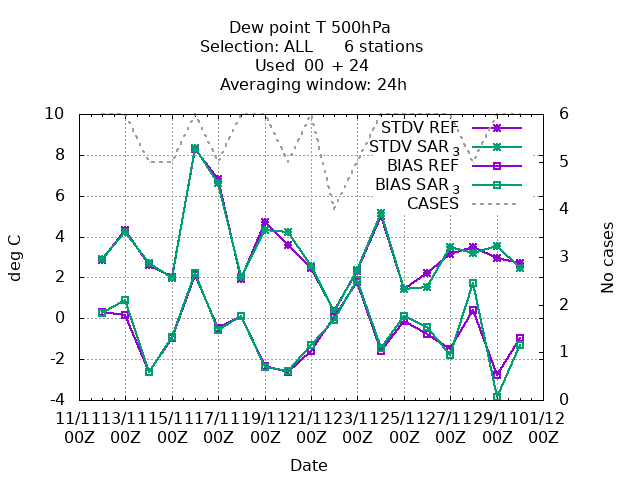 Dew point T 500hPa
Selection: ALL 6 stations
Used 00 + 24
Averaging window: 24h
10
8
6
4
2
0
-2
-4
deg C
6
5
4
3
2
1
0
No cases
STDV REF
STDV SAR 3
BIAS REF
BIAS SAR 3
CASES
11/11 13/11 15/11 17/11 19/11 21/11 23/11 25/11 27/11 29/11 01/12
00Z 00Z 00Z 00Z 00Z 00Z 00Z 00Z 00Z 00Z 00Z
Date